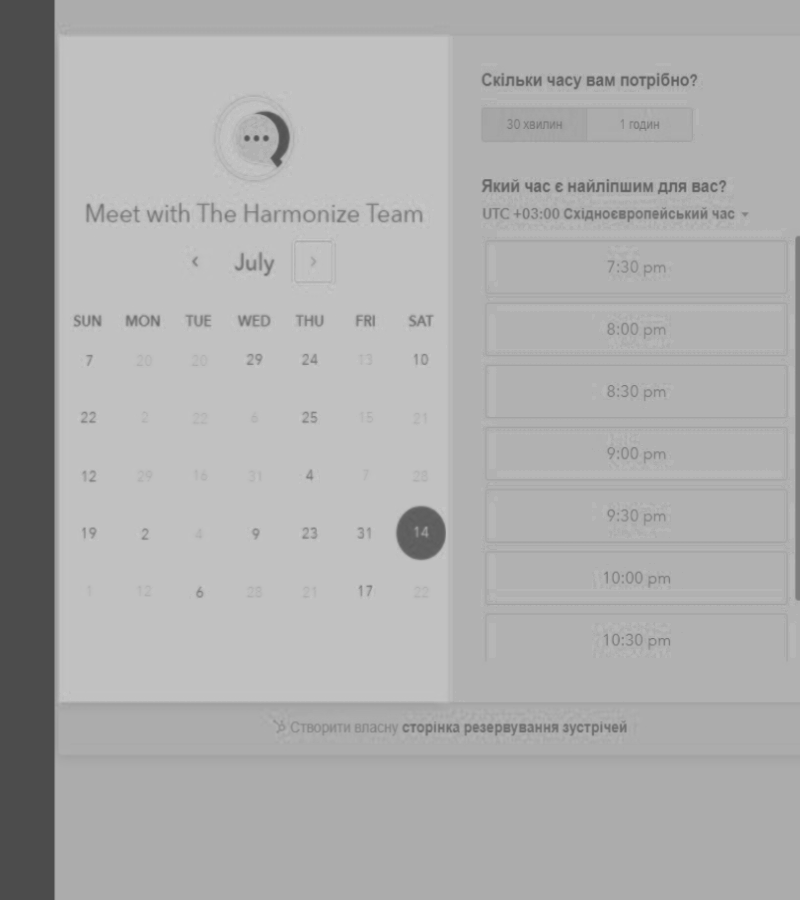 Meet with The Harmonize Team
‹ July ›
SUN MON TUE WED THU FRI SAT
7 20 20 29 24 13 10
22 2 22 6 25 15 21
12 29 16 31 4 7 28
19 2 4 9 23 31 14
1 12 6 28 21 17 22
Скільки часу вам потрібно?
30 хвилин 1 годин
Який час є найліпшим для вас?
UTC +03:00 Східноєвропейський час
7:30 pm
8:00 pm
8:30 pm
9:00 pm
9:30 pm
10:00 pm
10:30 pm
Створити власну сторінка резервування зустрічей